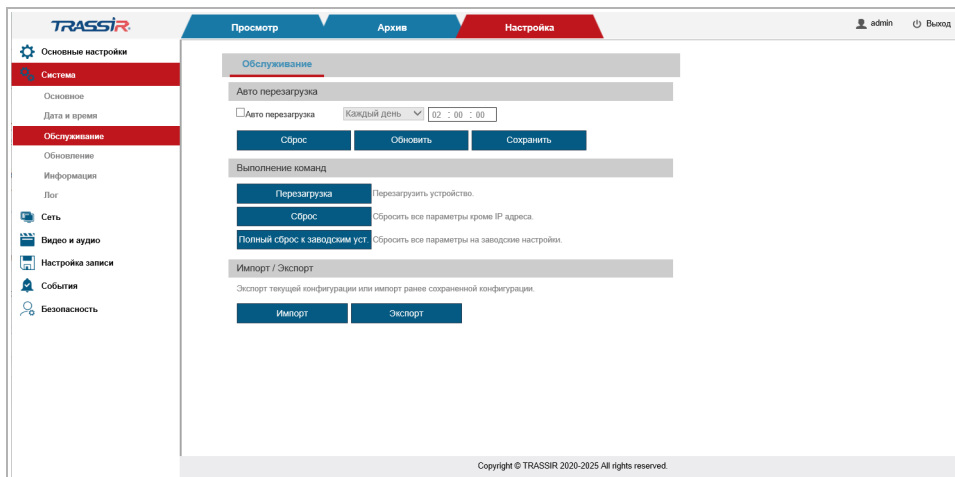 TRASSIR
Просмотр
Архив
Настройка
admin
Выход
Основные настройки
Система
Основное
Дата и время
Обслуживание
Обновление
Информация
Лог
Сеть
Видео и аудио
Настройка записи
События
Безопасность
Обслуживание
Авто перезагрузка
Авто перезагрузка Каждый день 02 : 00 : 00
Сброс Обновить Сохранить
Выполнение команд
Перезагрузка Перезагрузить устройство.
Сброс Сбросить все параметры кроме IP адреса.
Полный сброс к заводским уст. Сбросить все параметры на заводские настройки.
Импорт / Экспорт
Экспорт текущей конфигурации или импорт ранее сохраненной конфигурации.
Импорт Экспорт
Copyright © TRASSIR 2020-2025 All rights reserved.